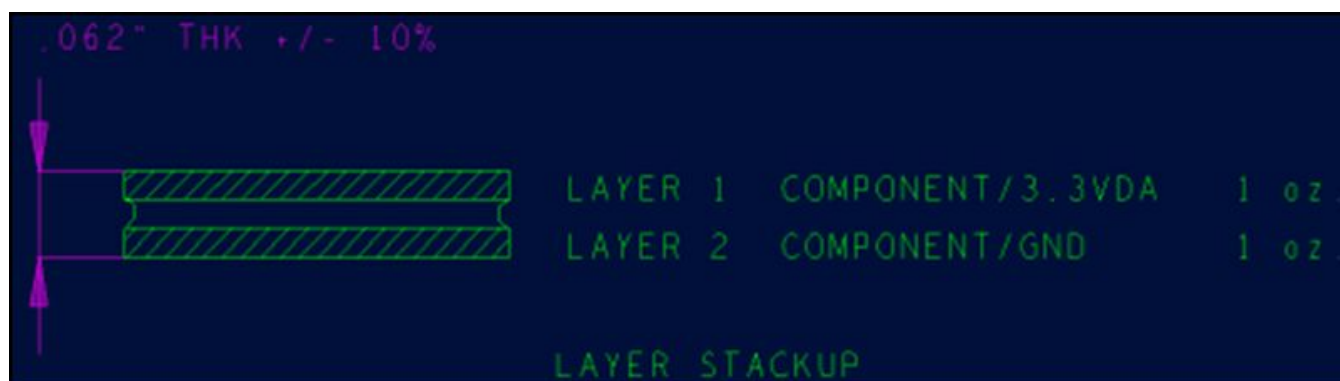 .062" THK +/- 10%
LAYER 1 COMPONENT/3.3VDA 1 oz
LAYER 2 COMPONENT/GND 1 oz.
LAYER STACKUP